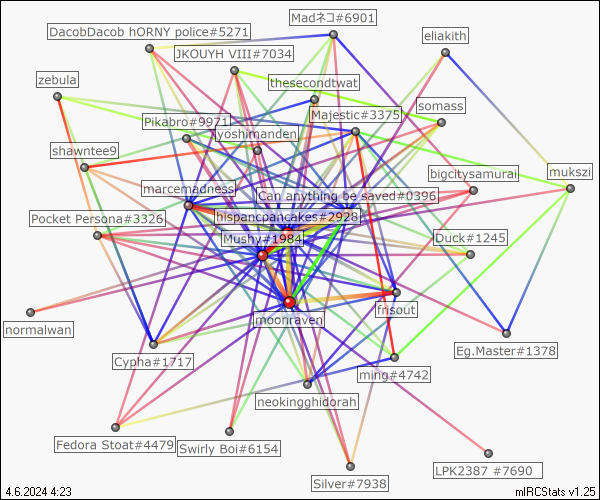 Madネコ#6901
DacobDacob hORNY police#5271
eliakith
JKOUYH VIII#7034
zebula
thesecondtwat
somass
Pikabro#9971
Majestic#3375
yoshimanden
shawntee9
bigcitysamurai
mukszi
marcemadness
Can anything be saved#0396
Pocket Persona#3326
hispancpancakes#2928
Mushy#1984
Duck#1245
normalwan
moonraven
frisout
Cypha#1717
Eg.Master#1378
ming#4742
neokingghidorah
Fedora Stoat#4479
Swirly Boi#6154
LPK2387 #7690
Silver#7938
4.6.2024 4:23
mIRCStats v1.25